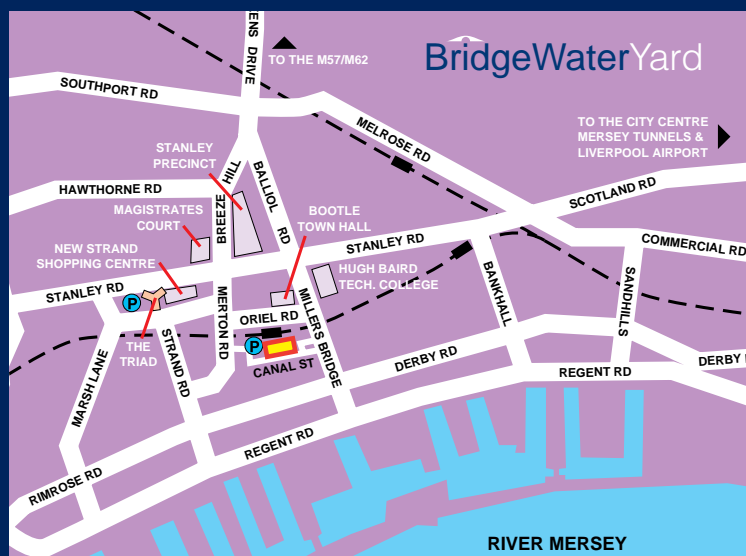 ENS DRIVE
TO THE M57/M62
BridgeWaterYard
SOUTHPORT RD
MELROSE RD
TO THE CITY CENTRE
MERSEY TUNNELS &
LIVERPOOL AIRPORT
STANLEY
PRECINCT
HAWTHORNE RD
BREEZE HILL
BALLIOL RD
SCOTLAND RD
MAGISTRATES
COURT
BOOTLE
TOWN HALL
STANLEY RD
COMMERCIAL RD
NEW STRAND
SHOPPING CENTRE
HUGH BAIRD
TECH. COLLEGE
STANLEY RD
P
BANKHALL
SANDHILLS
MERTON RD
ORIEL RD
MILLERS BRIDGE
THE
TRIAD
STRAND RD
P
CANAL ST
MARSH LANE
DERBY RD
REGENT RD
DERBY
REGENT RD
RIMROSE RD
RIVER MERSEY